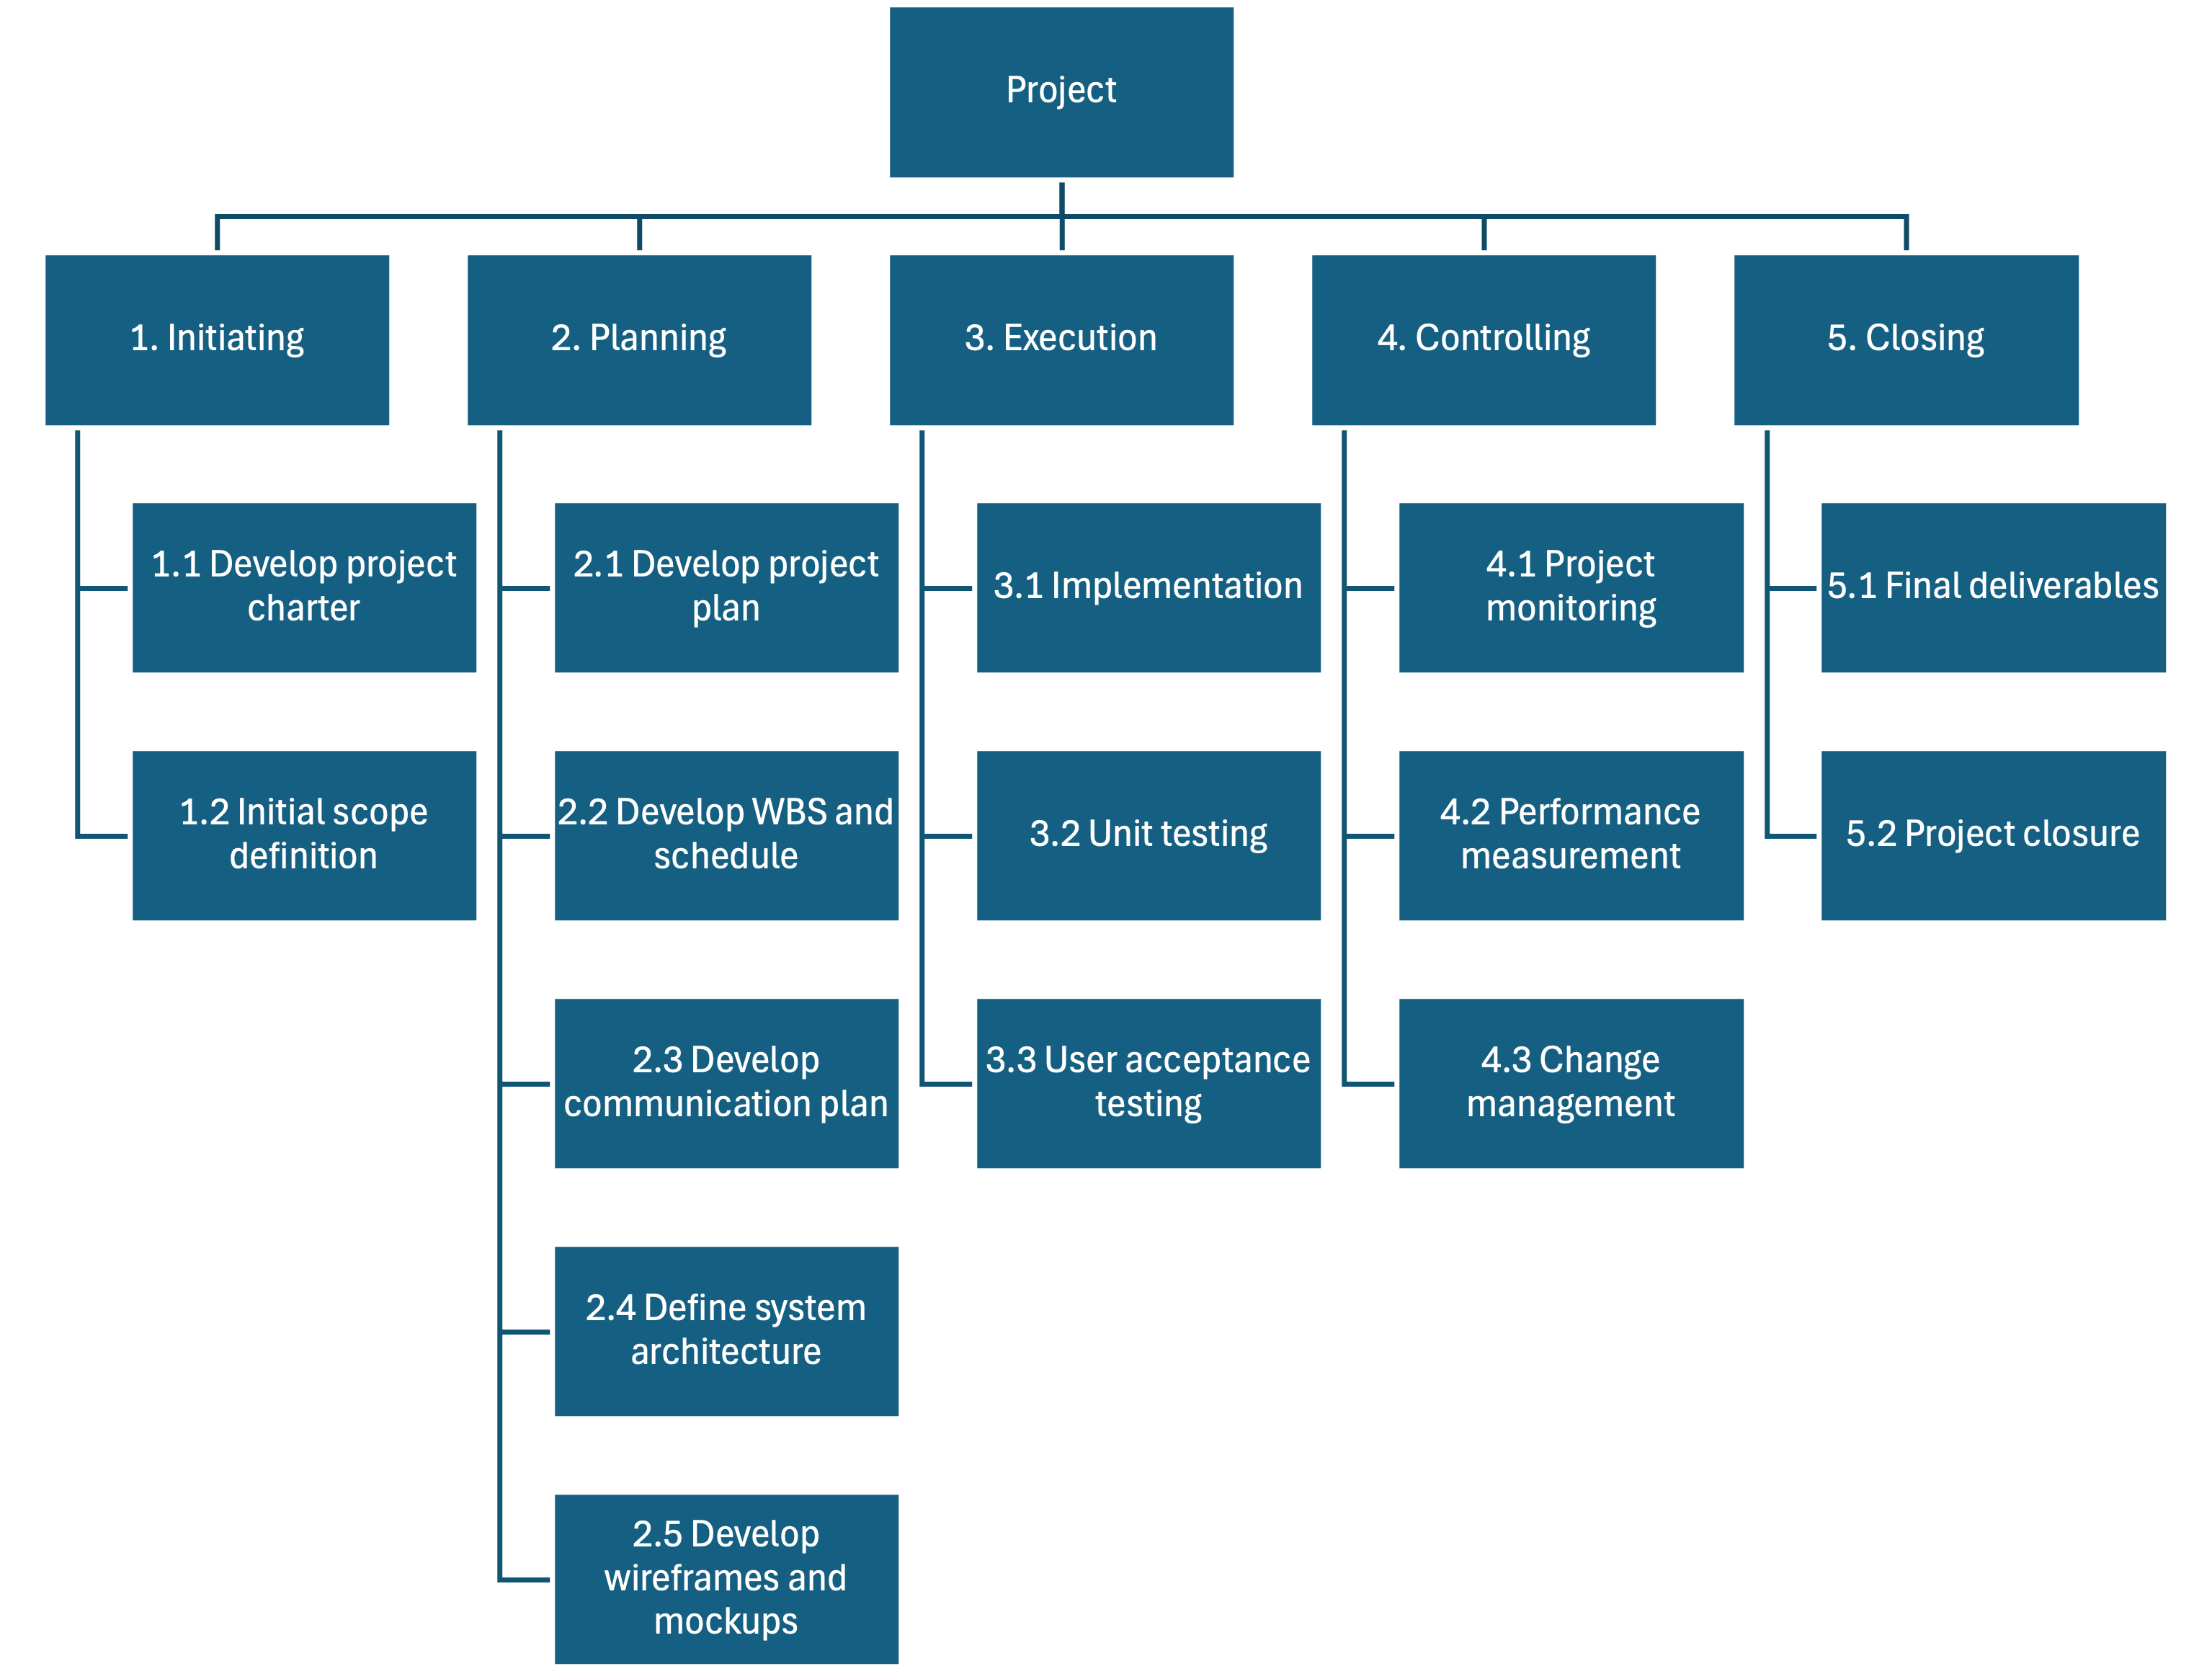 Project
1. Initiating
2. Planning
3. Execution
4. Controlling
5. Closing
1.1 Develop project
charter
1.2 Initial scope
definition
2.1 Develop project
plan
2.2 Develop WBS and
schedule
2.3 Develop
communication plan
2.4 Define system
architecture
2.5 Develop
wireframes and
mockups
3.1 Implementation
3.2 Unit testing
3.3 User acceptance
testing
4.1 Project
monitoring
4.2 Performance
measurement
4.3 Change
management
5.1 Final deliverables
5.2 Project closure